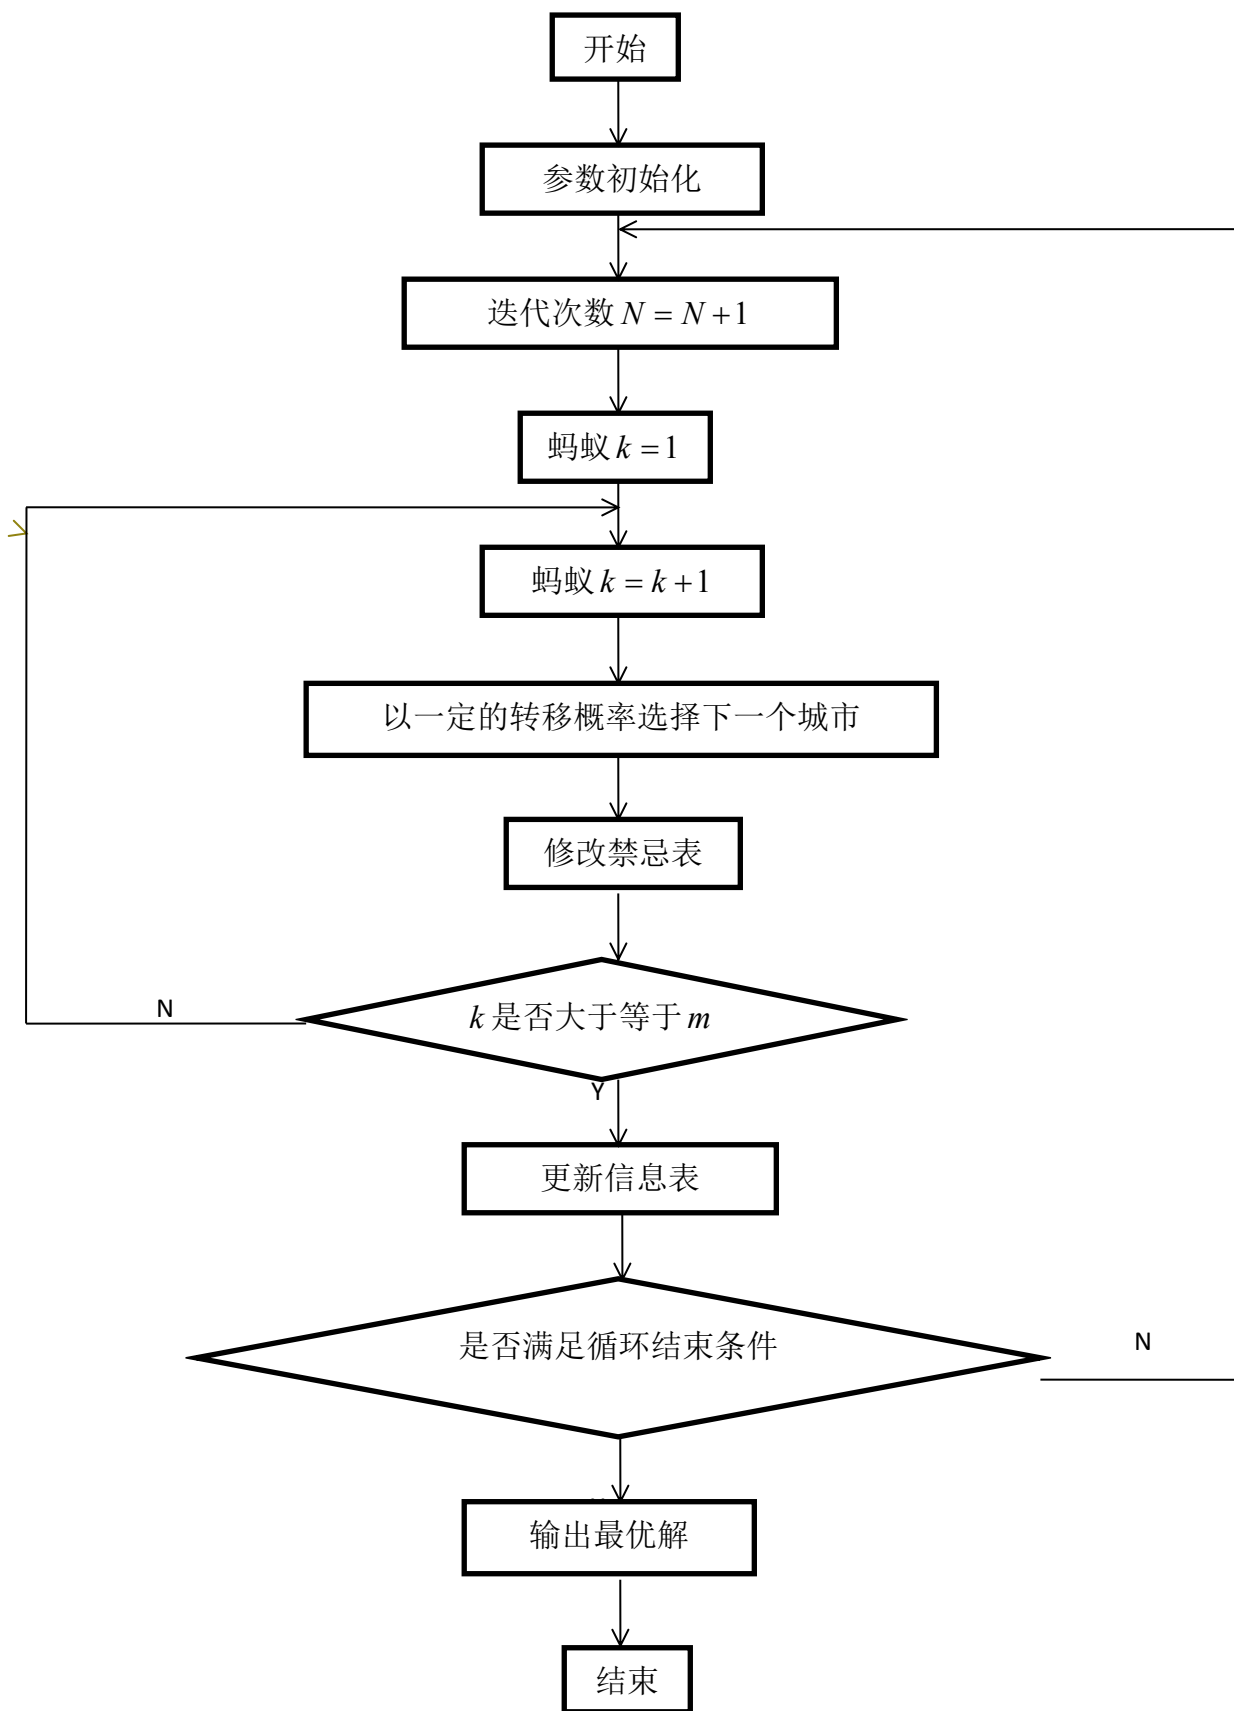 开始
参数初始化
迭代次数 N = N + 1
蚂蚁 k = 1
蚂蚁 k = k + 1
以一定的转移概率选择下一个城市
修改禁忌表
N
k 是否大于等于 m
Y
更新信息表
是否满足循环结束条件
N
输出最优解
结束